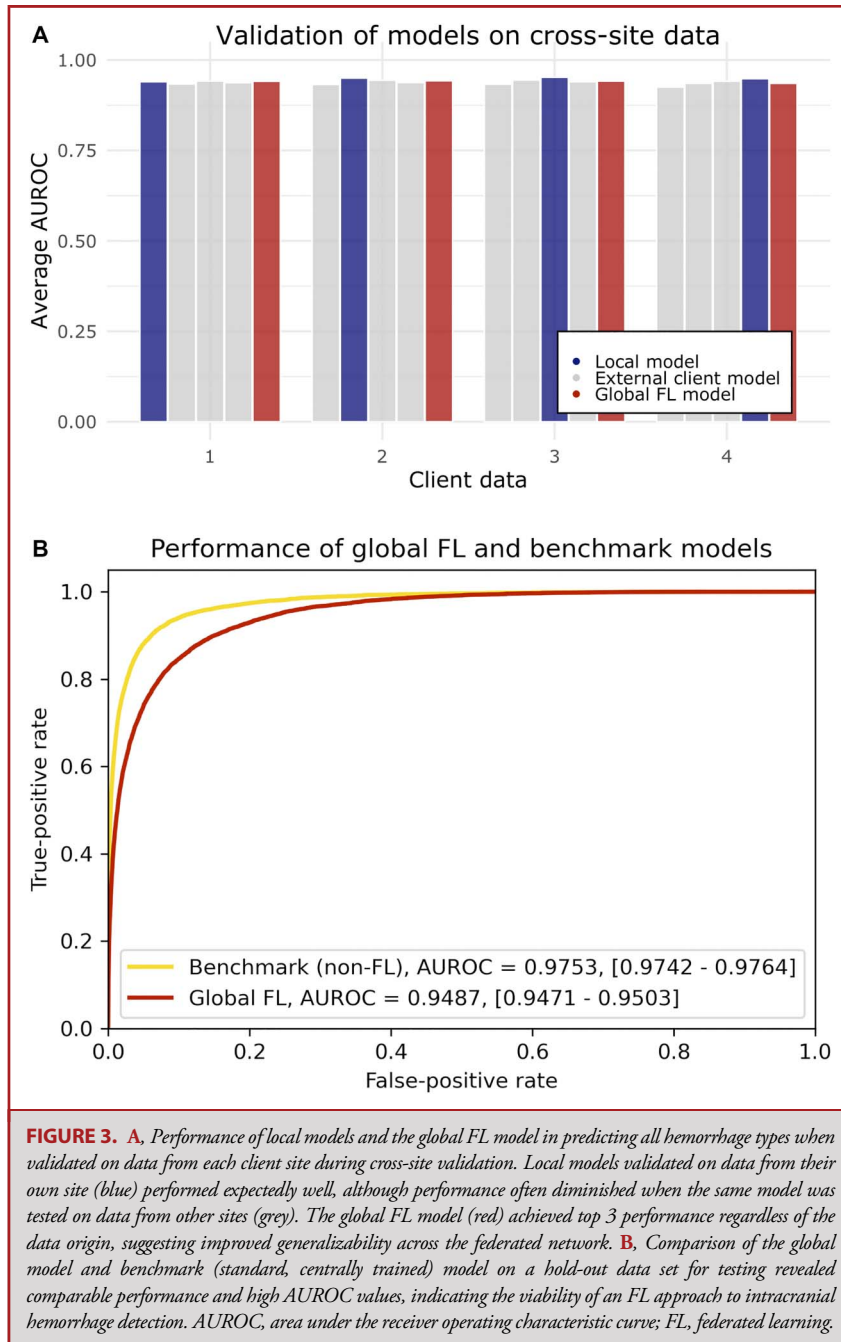 A
Validation of models on cross-site data
1.00
0.75
0.50
0.25
0.00
Average AUROC
Local model
External client model
Global FL model
1 2 3 4
Client data
B
Performance of global FL and benchmark models
1.0
0.8
0.6
0.4
0.2
0.0
True-positive rate
Benchmark (non-FL), AUROC = 0.9753, [0.9742 - 0.9764]
Global FL, AUROC = 0.9487, [0.9471 - 0.9503]
0.0 0.2 0.4 0.6 0.8 1.0
False-positive rate
FIGURE 3. A, Performance of local models and the global FL model in predicting all hemorrhage types when
validated on data from each client site during cross-site validation. Local models validated on data from their
own site (blue) performed expectedly well, although performance often diminished when the same model was
tested on data from other sites (grey). The global FL model (red) achieved top 3 performance regardless of the
data origin, suggesting improved generalizability across the federated network. B, Comparison of the global
model and benchmark (standard, centrally trained) model on a hold-out data set for testing revealed
comparable performance and high AUROC values, indicating the viability of an FL approach to intracranial
hemorrhage detection. AUROC, area under the receiver operating characteristic curve; FL, federated learning.